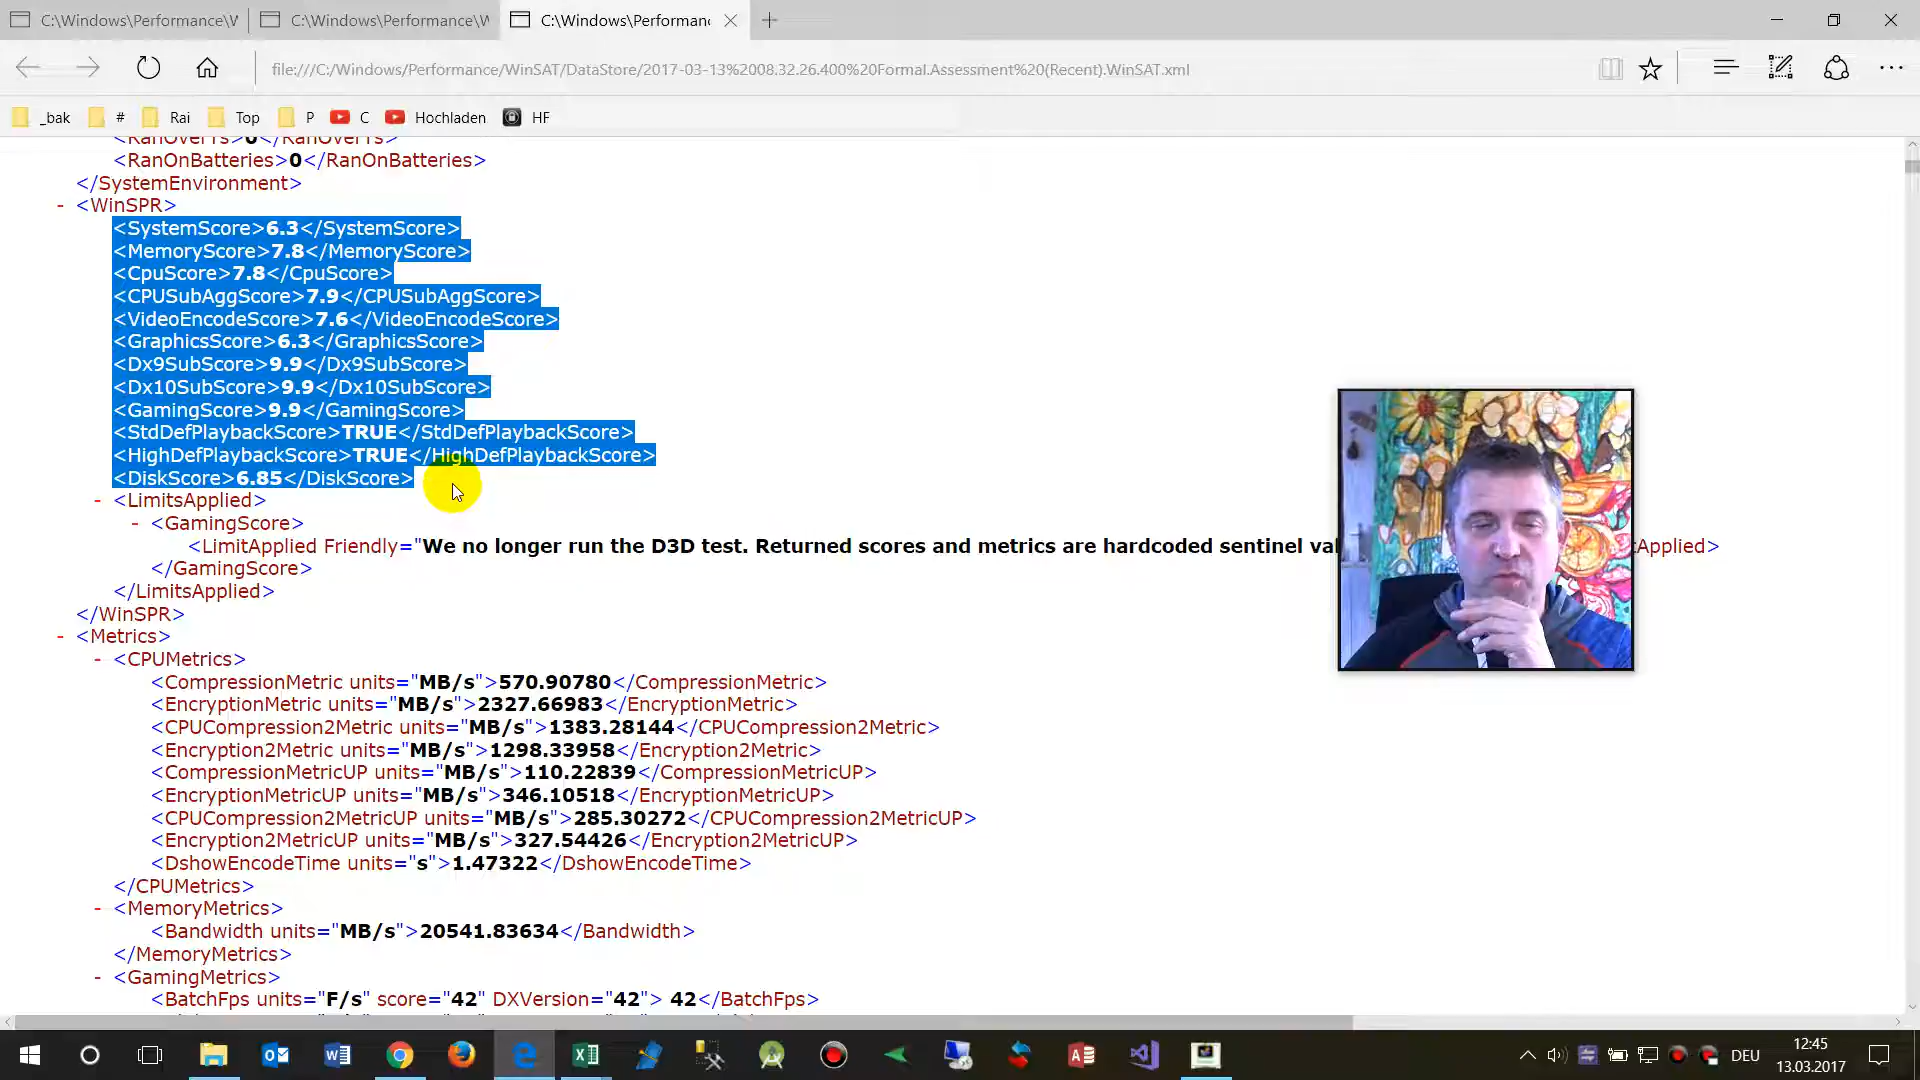 C:\Windows\Performance\W
C:\Windows\Performance\W
C:\Windows\Performanc
file:///C:/Windows/Performance/WinSAT/DataStore/2017-03-13%2008.32.26.400%20Formal.Assessment%20(Recent).WinSAT.xml
_bak
#
Rai
Top
P
C
Hochladen
HF
<RanOverTs>0</RanOverTs>
<RanOnBatteries>0</RanOnBatteries>
</SystemEnvironment>
- <WinSPR>
<SystemScore>6.3</SystemScore>
<MemoryScore>7.8</MemoryScore>
<CpuScore>7.8</CpuScore>
<CPUSubAggScore>7.9</CPUSubAggScore>
<VideoEncodeScore>7.6</VideoEncodeScore>
<GraphicsScore>6.3</GraphicsScore>
<Dx9SubScore>9.9</Dx9SubScore>
<Dx10SubScore>9.9</Dx10SubScore>
<GamingScore>9.9</GamingScore>
<StdDefPlaybackScore>TRUE</StdDefPlaybackScore>
<HighDefPlaybackScore>TRUE</HighDefPlaybackScore>
<DiskScore>6.85</DiskScore>
- <LimitsApplied>
- <GamingScore>
<LimitApplied Friendly="We no longer run the D3D test. Returned scores and metrics are hardcoded sentinel val tApplied>
</GamingScore>
</LimitsApplied>
</WinSPR>
- <Metrics>
- <CPUMetrics>
<CompressionMetric units="MB/s">570.90780</CompressionMetric>
<EncryptionMetric units="MB/s">2327.66983</EncryptionMetric>
<CPUCompression2Metric units="MB/s">1383.28144</CPUCompression2Metric>
<Encryption2Metric units="MB/s">1298.33958</Encryption2Metric>
<CompressionMetricUP units="MB/s">110.22839</CompressionMetricUP>
<EncryptionMetricUP units="MB/s">346.10518</EncryptionMetricUP>
<CPUCompression2MetricUP units="MB/s">285.30272</CPUCompression2MetricUP>
<Encryption2MetricUP units="MB/s">327.54426</Encryption2MetricUP>
<DshowEncodeTime units="s">1.47322</DshowEncodeTime>
</CPUMetrics>
- <MemoryMetrics>
<Bandwidth units="MB/s">20541.83634</Bandwidth>
</MemoryMetrics>
- <GamingMetrics>
<BatchFps units="F/s" score="42" DXVersion="42"> 42</BatchFps>
DEU
12:45
13.03.2017